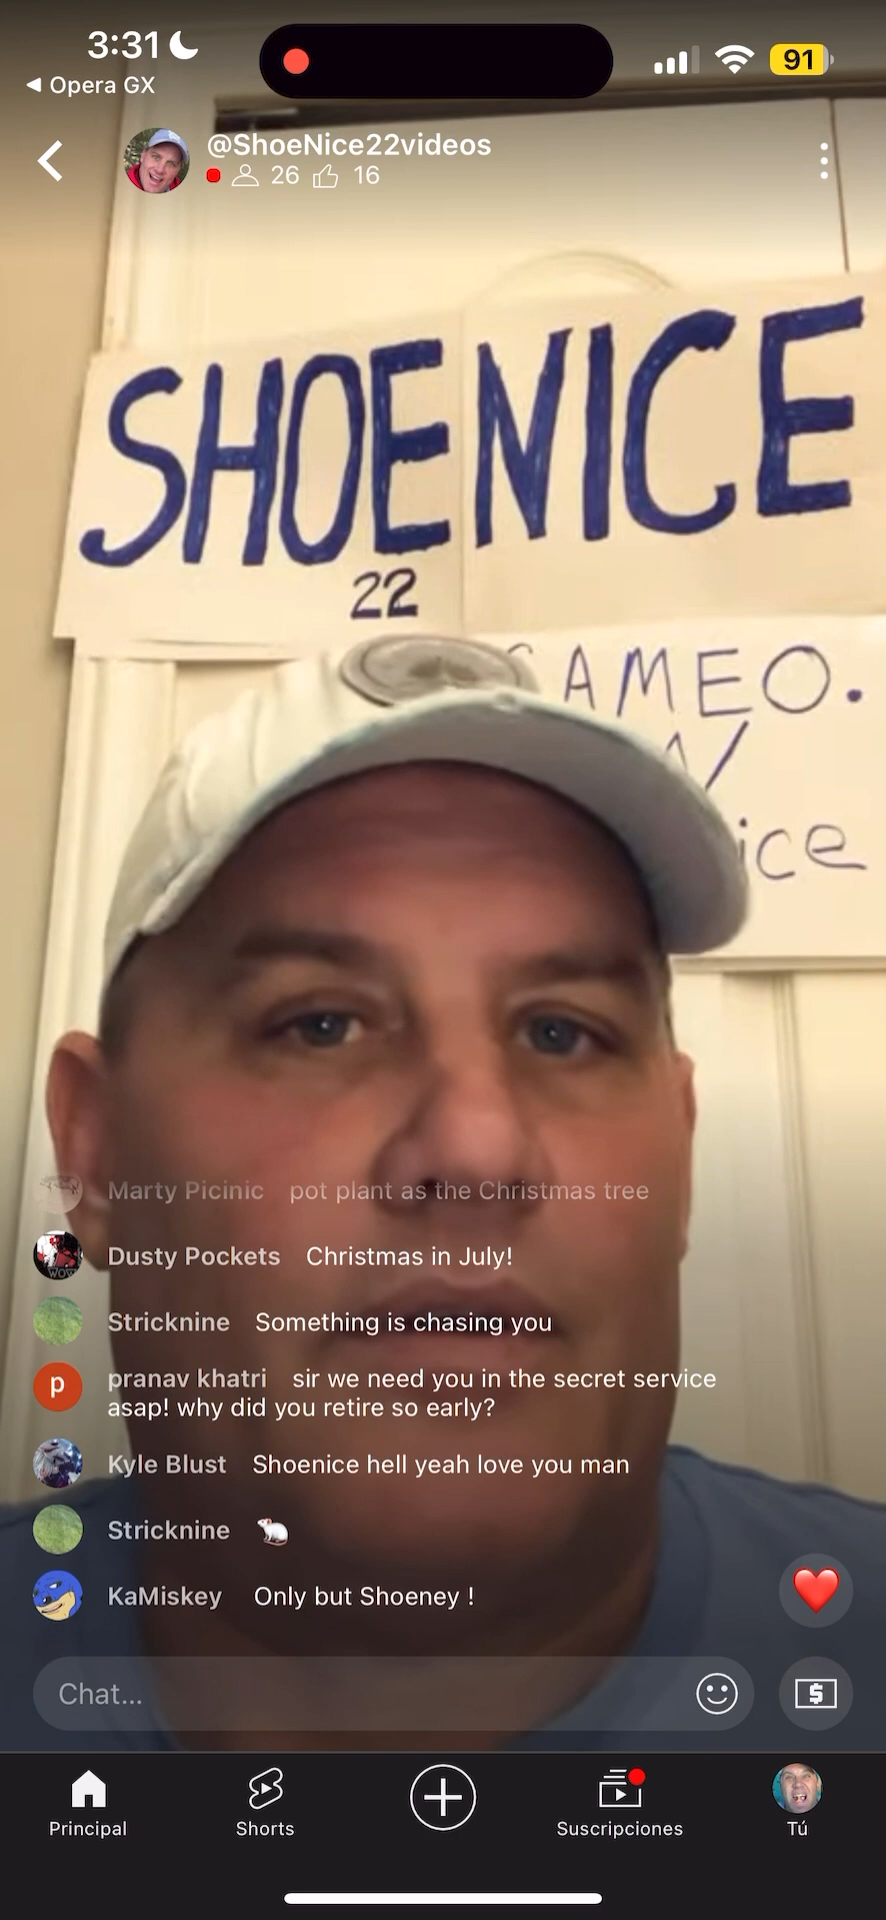 3:31
91
Opera GX
@ShoeNice22videos
26 16
SHOENICE
22
AMEO.
ice
Marty Picinic pot plant as the Christmas tree
WOW
Dusty Pockets Christmas in July!
Stricknine Something is chasing you
p
pranav khatri sir we need you in the secret service
asap! why did you retire so early?
Kyle Blust Shoenice hell yeah love you man
Stricknine 🐁
KaMiskey Only but Shoeney !
Chat...
$
Principal
Shorts
Suscripciones
Tú